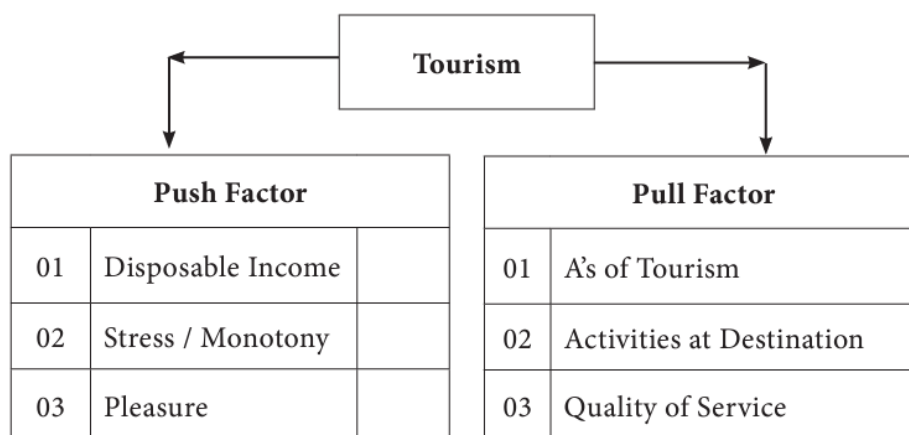 Tourism
Push Factor
01 Disposable Income
02 Stress / Monotony
03 Pleasure
Pull Factor
01 A's of Tourism
02 Activities at Destination
03 Quality of Service